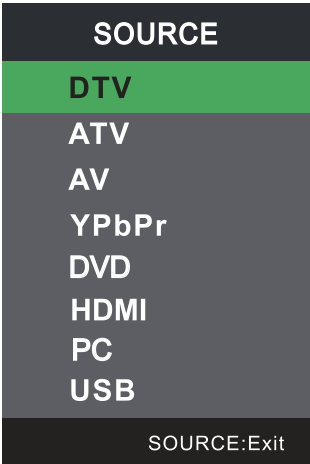 SOURCE
DTV
ATV
AV
YPbPr
DVD
HDMI
PC
USB
SOURCE:Exit